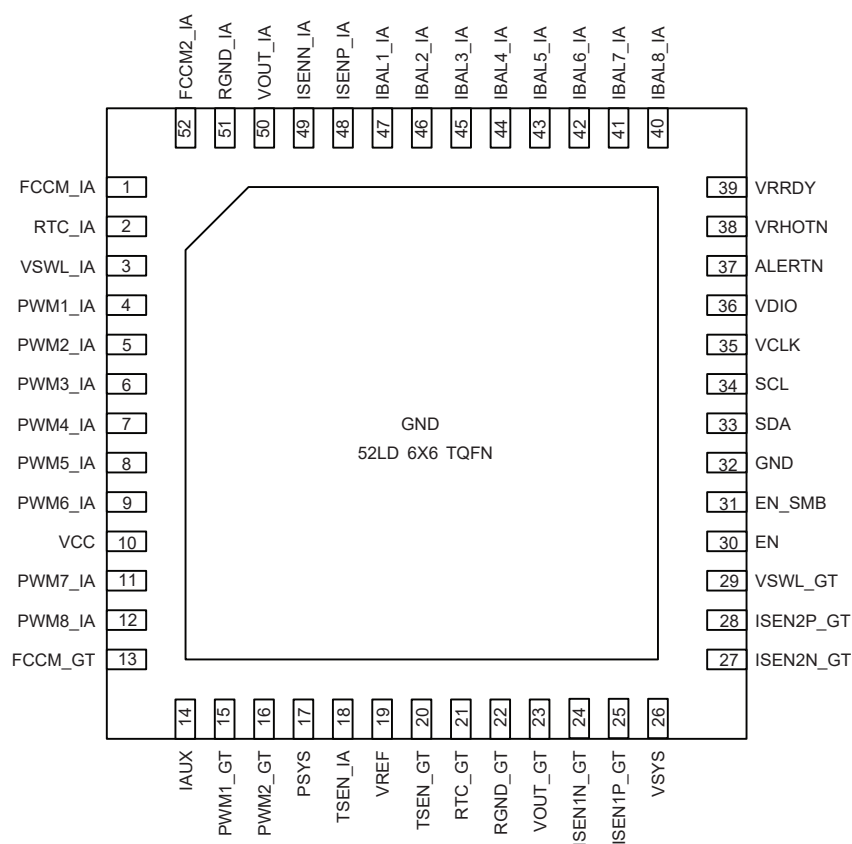 FCCM2_IA
RGND_IA
VOUT_IA
ISENN_IA
ISENP_IA
IBAL1_IA
IBAL2_IA
IBAL3_IA
IBAL4_IA
IBAL5_IA
IBAL6_IA
IBAL7_IA
IBAL8_IA
52
51
50
49
48
47
46
45
44
43
42
41
40
FCCM_IA 1
RTC_IA 2
VSWL_IA 3
PWM1_IA 4
PWM2_IA 5
PWM3_IA 6
PWM4_IA 7
PWM5_IA 8
PWM6_IA 9
VCC 10
PWM7_IA 11
PWM8_IA 12
FCCM_GT 13
GND
52LD 6X6 TQFN
39 VRRDY
38 VRHOTN
37 ALERTN
36 VDIO
35 VCLK
34 SCL
33 SDA
32 GND
31 EN_SMB
30 EN
29 VSWL_GT
28 ISEN2P_GT
27 ISEN2N_GT
14
15
16
17
18
19
20
21
22
23
24
25
26
IAUX
PWM1_GT
PWM2_GT
PSYS
TSEN_IA
VREF
TSEN_GT
RTC_GT
RGND_GT
VOUT_GT
ISEN1N_GT
ISEN1P_GT
VSYS